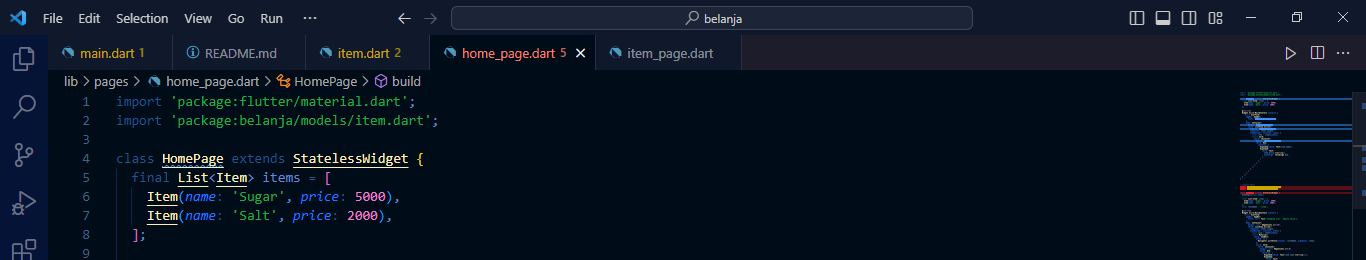 File Edit Selection View Go Run ... belanja
main.dart 1 README.md item.dart 2 home_page.dart 5 item_page.dart
lib > pages > home_page.dart > HomePage > build
1 import 'package:flutter/material.dart';
2 import 'package:belanja/models/item.dart';
3
4 class HomePage extends StatelessWidget {
5 final List<Item> items = [
6 Item(name: 'Sugar', price: 5000),
7 Item(name: 'Salt', price: 2000),
8 ];
9